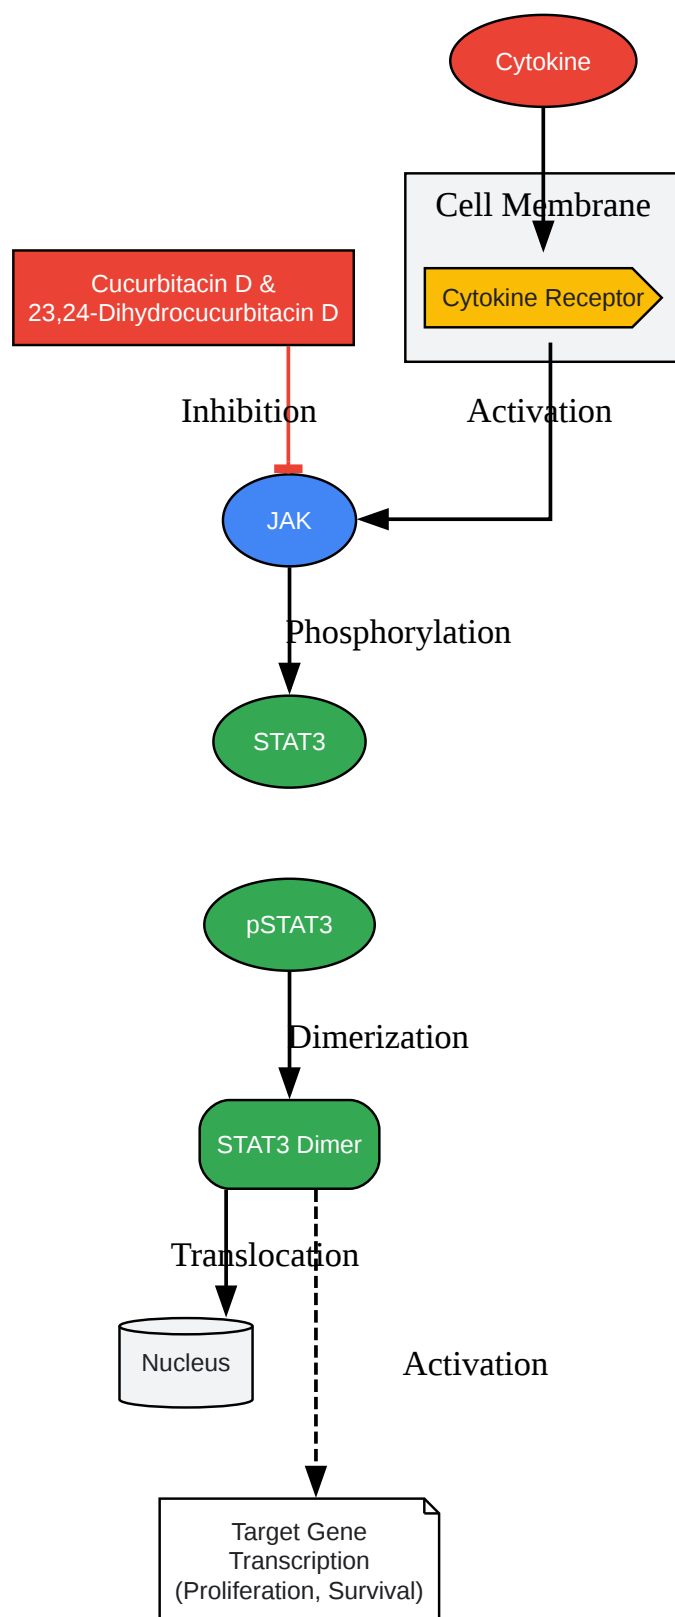 Cytokine
Cell Membrane
Cytokine Receptor
Cucurbitacin D &
23,24-Dihydrocucurbitacin D
Inhibition
Activation
JAK
Phosphorylation
STAT3
pSTAT3
Dimerization
STAT3 Dimer
Translocation
Nucleus
Activation
Target Gene
Transcription
(Proliferation, Survival)